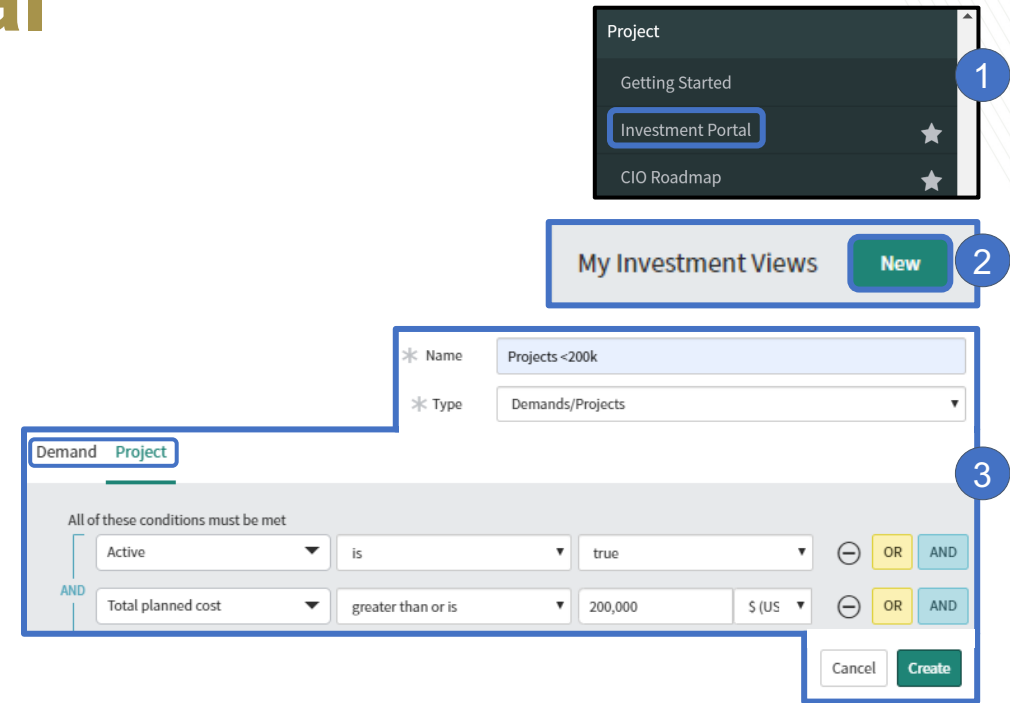 al
Project
1
Getting Started
Investment Portal
CIO Roadmap
My Investment Views New 2
Name Projects <200k
Type Demands/Projects
Demand Project
3
All of these conditions must be met
Active is true OR AND
AND
Total planned cost greater than or is 200,000 $ (US OR AND
Cancel Create